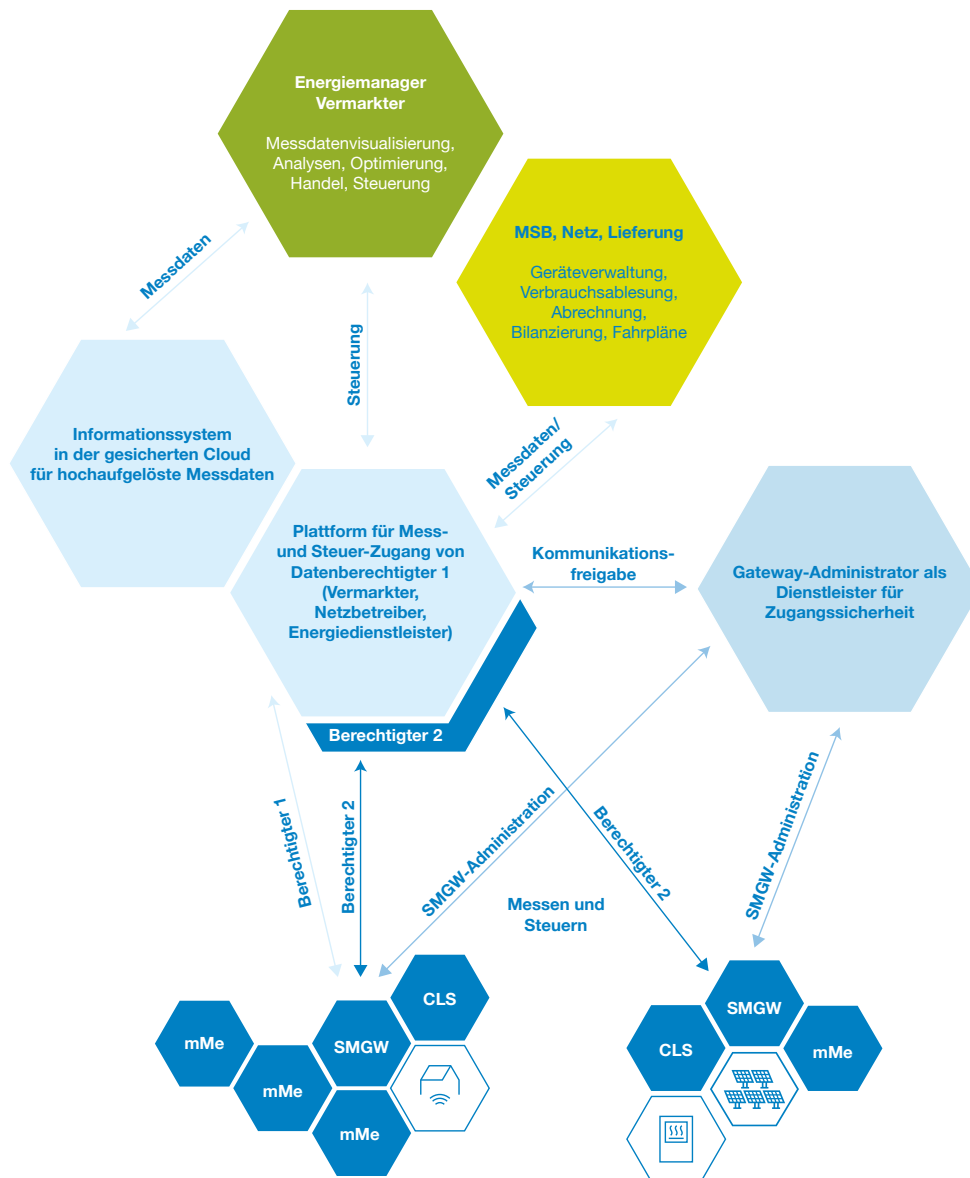 Energiemanager
Vermarkter
Messdatenvisualisierung,
Analysen, Optimierung,
Handel, Steuerung
MSB, Netz, Lieferung
Geräteverwaltung,
Verbrauchsablesung,
Abrechnung,
Bilanzierung, Fahrpläne
Messdaten
Steuerung
Informationssystem
in der gesicherten Cloud
für hochaufgelöste Messdaten
Messdaten/
Steuerung
Plattform für Mess-
und Steuer-Zugang von
Datenberechtigter 1
(Vermarkter,
Netzbetreiber,
Energiedienstleister)
Kommunikations-
freigabe
Gateway-Administrator als
Dienstleister für
Zugangssicherheit
Berechtigter 2
Berechtigter 1
Berechtigter 2
SMGW-Administration
Berechtigter 2
SMGW-Administration
Messen und
Steuern
mMe
mMe
SMGW
CLS
mMe
CLS
SMGW
mMe